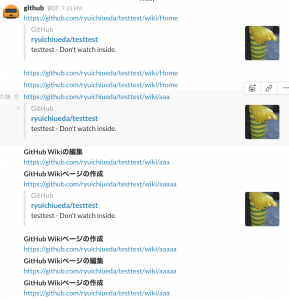 github BOT 7:35 PM
https://github.com/ryuichiueda/testtest/wiki/Home
GitHub
ryuichiueda/testtest
testtest - Don't watch inside.
https://github.com/ryuichiueda/testtest/wiki/Home
https://github.com/ryuichiueda/testtest/wiki/Home
7:38 https://github.com/ryuichiueda/testtest/wiki/aaa
GitHub
ryuichiueda/testtest
testtest - Don't watch inside.
GitHub Wikiの編集
https://github.com/ryuichiueda/testtest/wiki/aaa
GitHub Wikiページの作成
https://github.com/ryuichiueda/testtest/wiki/aaaaa
GitHub
ryuichiueda/testtest
testtest - Don't watch inside.
GitHub Wikiページの作成
https://github.com/ryuichiueda/testtest/wiki/aaaaa
GitHub Wikiページの編集
https://github.com/ryuichiueda/testtest/wiki/aaa
GitHub Wikiページの作成
https://github.com/ryuichiueda/testtest/wiki/aaaaa